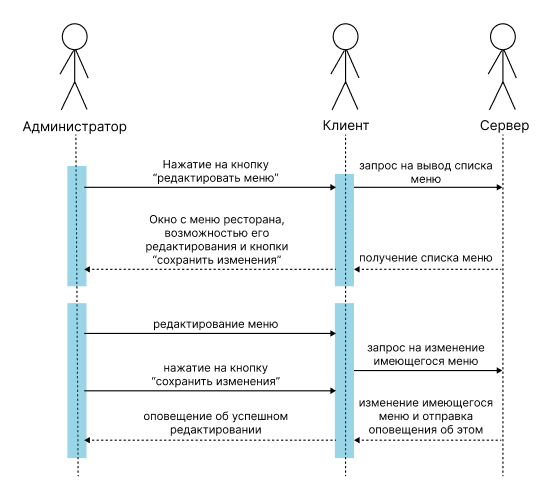 Администратор
Клиент
Сервер
Нажатие на кнопку
“редактировать меню”
запрос на вывод списка
меню
Окно с меню ресторана,
возможностью его
редактирования и кнопки
“сохранить изменения”
получение списка меню
редактирование меню
запрос на изменение
имеющегося меню
нажатие на кнопку
“сохранить изменения”
изменение имеющегося
меню и отправка
оповещения об этом
оповещение об успешном
редактировании